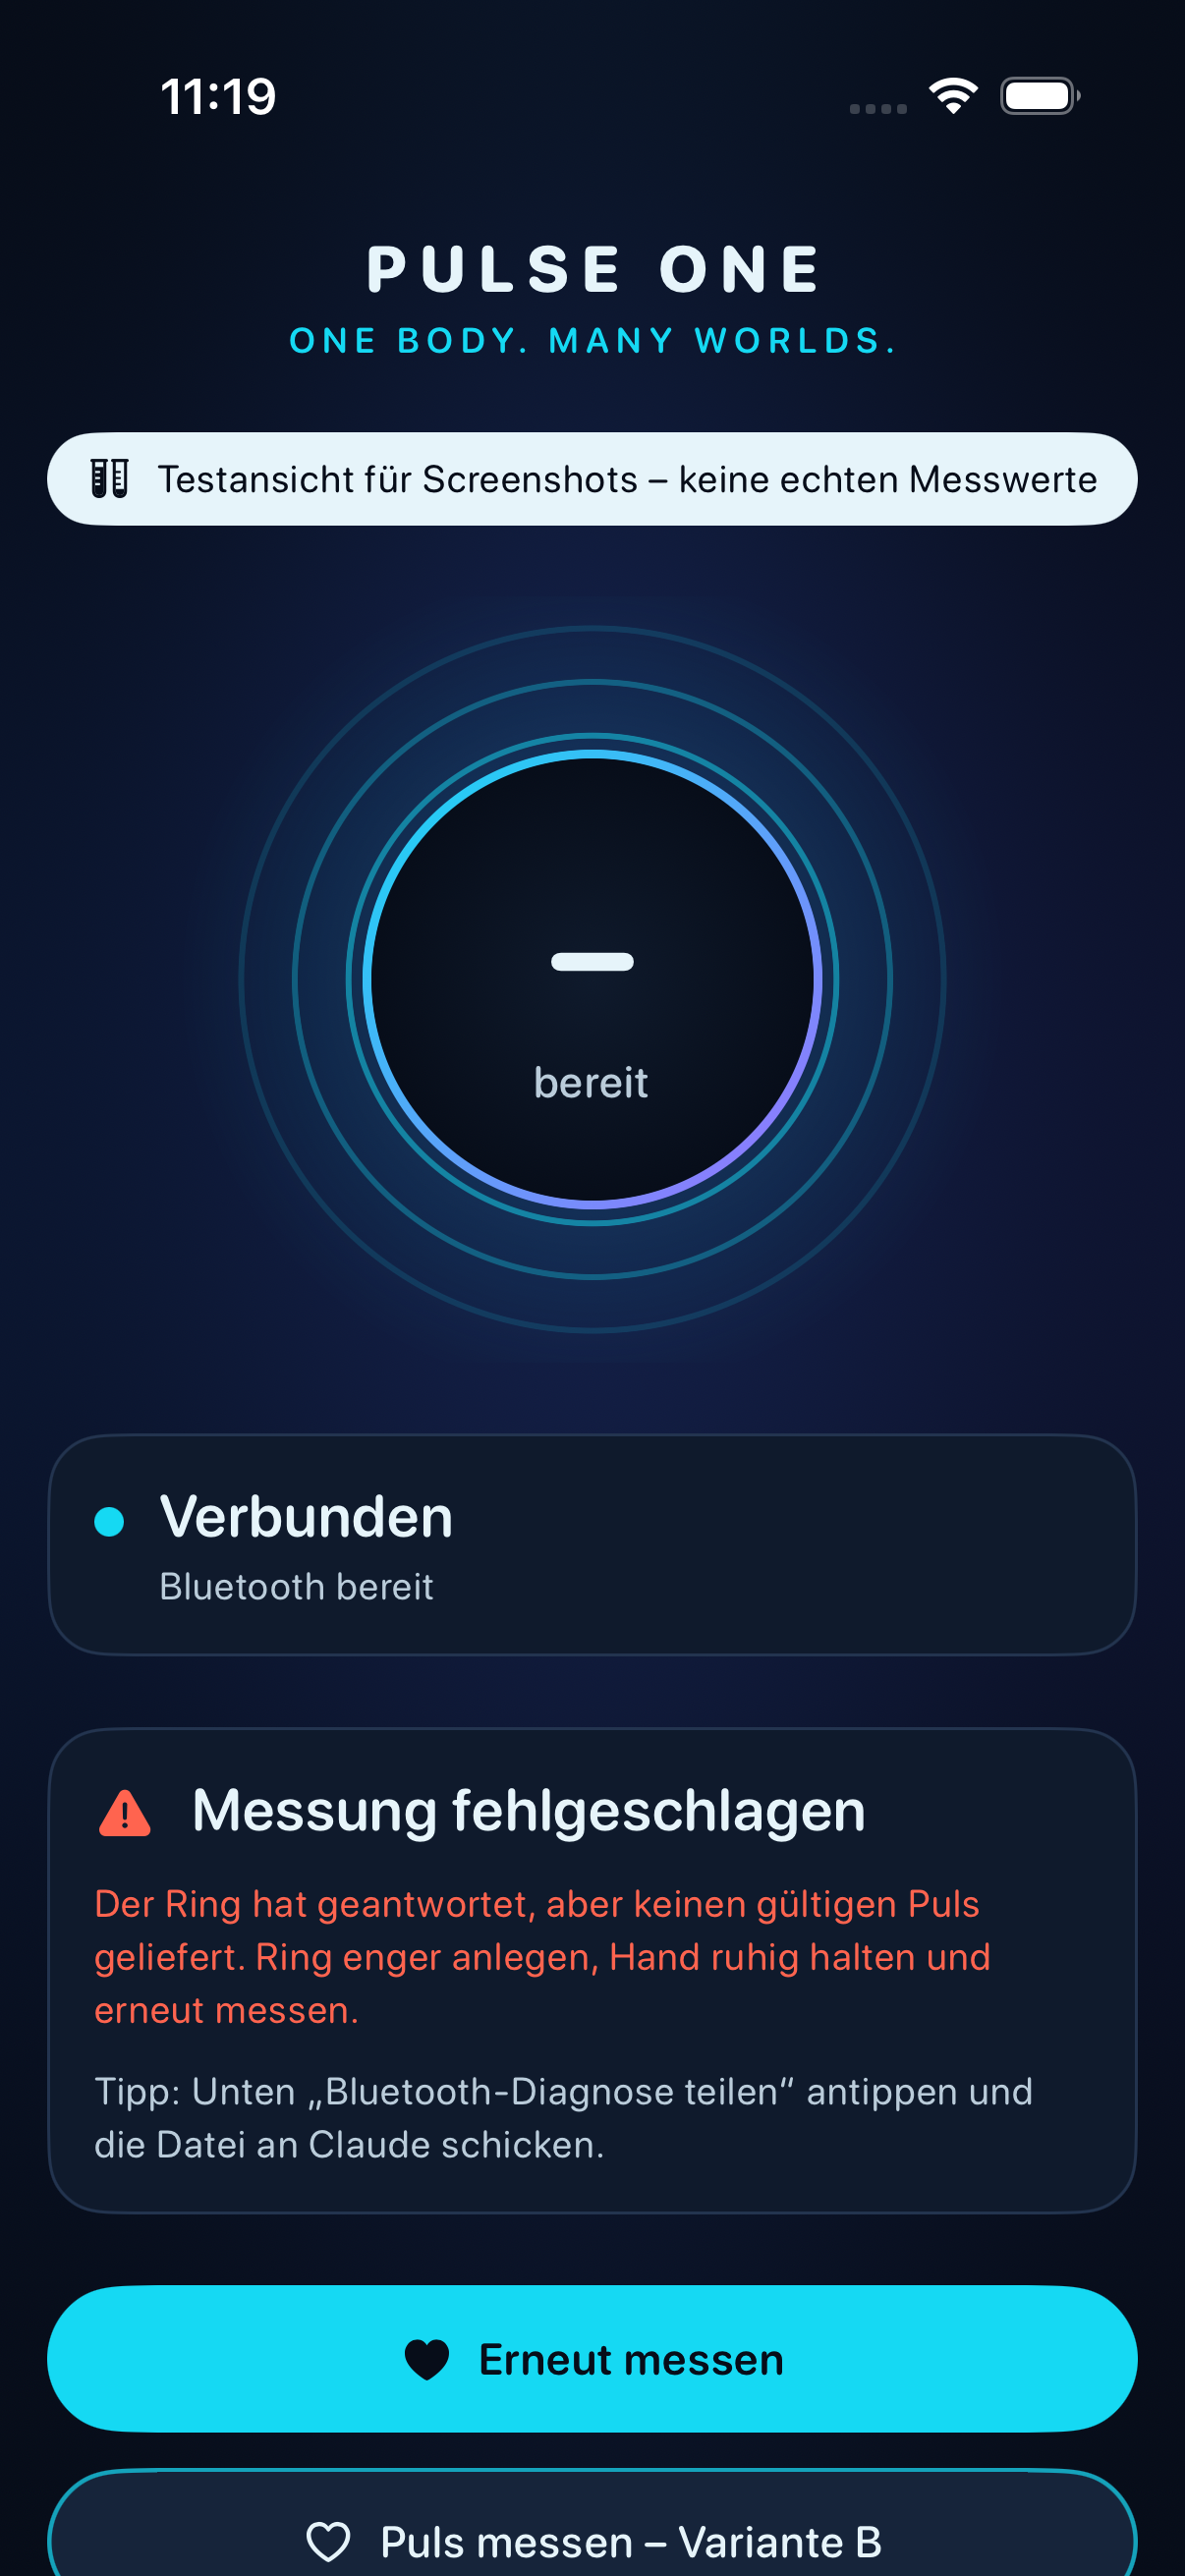 11:19
PULSE ONE
ONE BODY. MANY WORLDS.
Testansicht für Screenshots – keine echten Messwerte
–
bereit
Verbunden
Bluetooth bereit
Messung fehlgeschlagen
Der Ring hat geantwortet, aber keinen gültigen Puls
geliefert. Ring enger anlegen, Hand ruhig halten und
erneut messen.
Tipp: Unten „Bluetooth-Diagnose teilen“ antippen und
die Datei an Claude schicken.
Erneut messen
Puls messen – Variante B